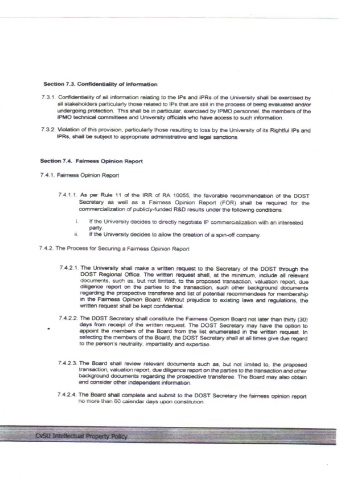 Section 7.3. Confidentiality of Information
7.3.1. Confidentiality of all information relating to the IPs and IPRs of the University shall be exercised by
all stakeholders particularly those related to IPs that are still in the process of being evaluated and/or
undergoing protection. This shall be in particular, exercised by IPMO personnel, the members of the
IPMO technical committees and University officials who have access to such information.
7.3.2. Violation of this provision, particularly those resulting to loss by the University of its Rightful IPs and
IPRs, shall be subject to appropriate administrative and legal sanctions.
Section 7.4. Fairness Opinion Report
7.4.1. Fairness Opinion Report
7.4.1.1. As per Rule 11 of the IRR of RA 10055, the favorable recommendation of the DOST
Secretary as well as a Fairness Opinion Report (FOR) shall be required for the
commercialization of publicly-funded R&D results under the following conditions:
i. If the University decides to directly negotiate IP commercialization with an interested
party.
ii. If the University decides to allow the creation of a spin-off company.
7.4.2. The Process for Securing a Fairness Opinion Report
7.4.2.1. The University shall make a written request to the Secretary of the DOST through the
DOST Regional Office. The written request shall, at the minimum, include all relevant
documents, such as, but not limited, to the proposed transaction, valuation report, due
diligence report on the parties to the transaction, such other background documents
regarding the prospective transferee and list of potential recommendees for membership
in the Fairness Opinion Board. Without prejudice to existing laws and regulations, the
written request shall be kept confidential.
7.4.2.2. The DOST Secretary shall constitute the Fairness Opinion Board not later than thirty (30)
days from receipt of the written request. The DOST Secretary may have the option to
appoint the members of the Board from the list enumerated in the written request. In
selecting the members of the Board, the DOST Secretary shall at all times give due regard
to the person's neutrality, impartiality and expertise.
7.4.2.3. The Board shall review relevant documents such as, but not limited to, the proposed
transaction, valuation report, due diligence report on the parties to the transaction and other
background documents regarding the prospective transferee. The Board may also obtain
and consider other independent information.
7.4.2.4. The Board shall complete and submit to the DOST Secretary the fairness opinion report
no more than 50 calendar days upon constitution.
Intellectual Property Policy